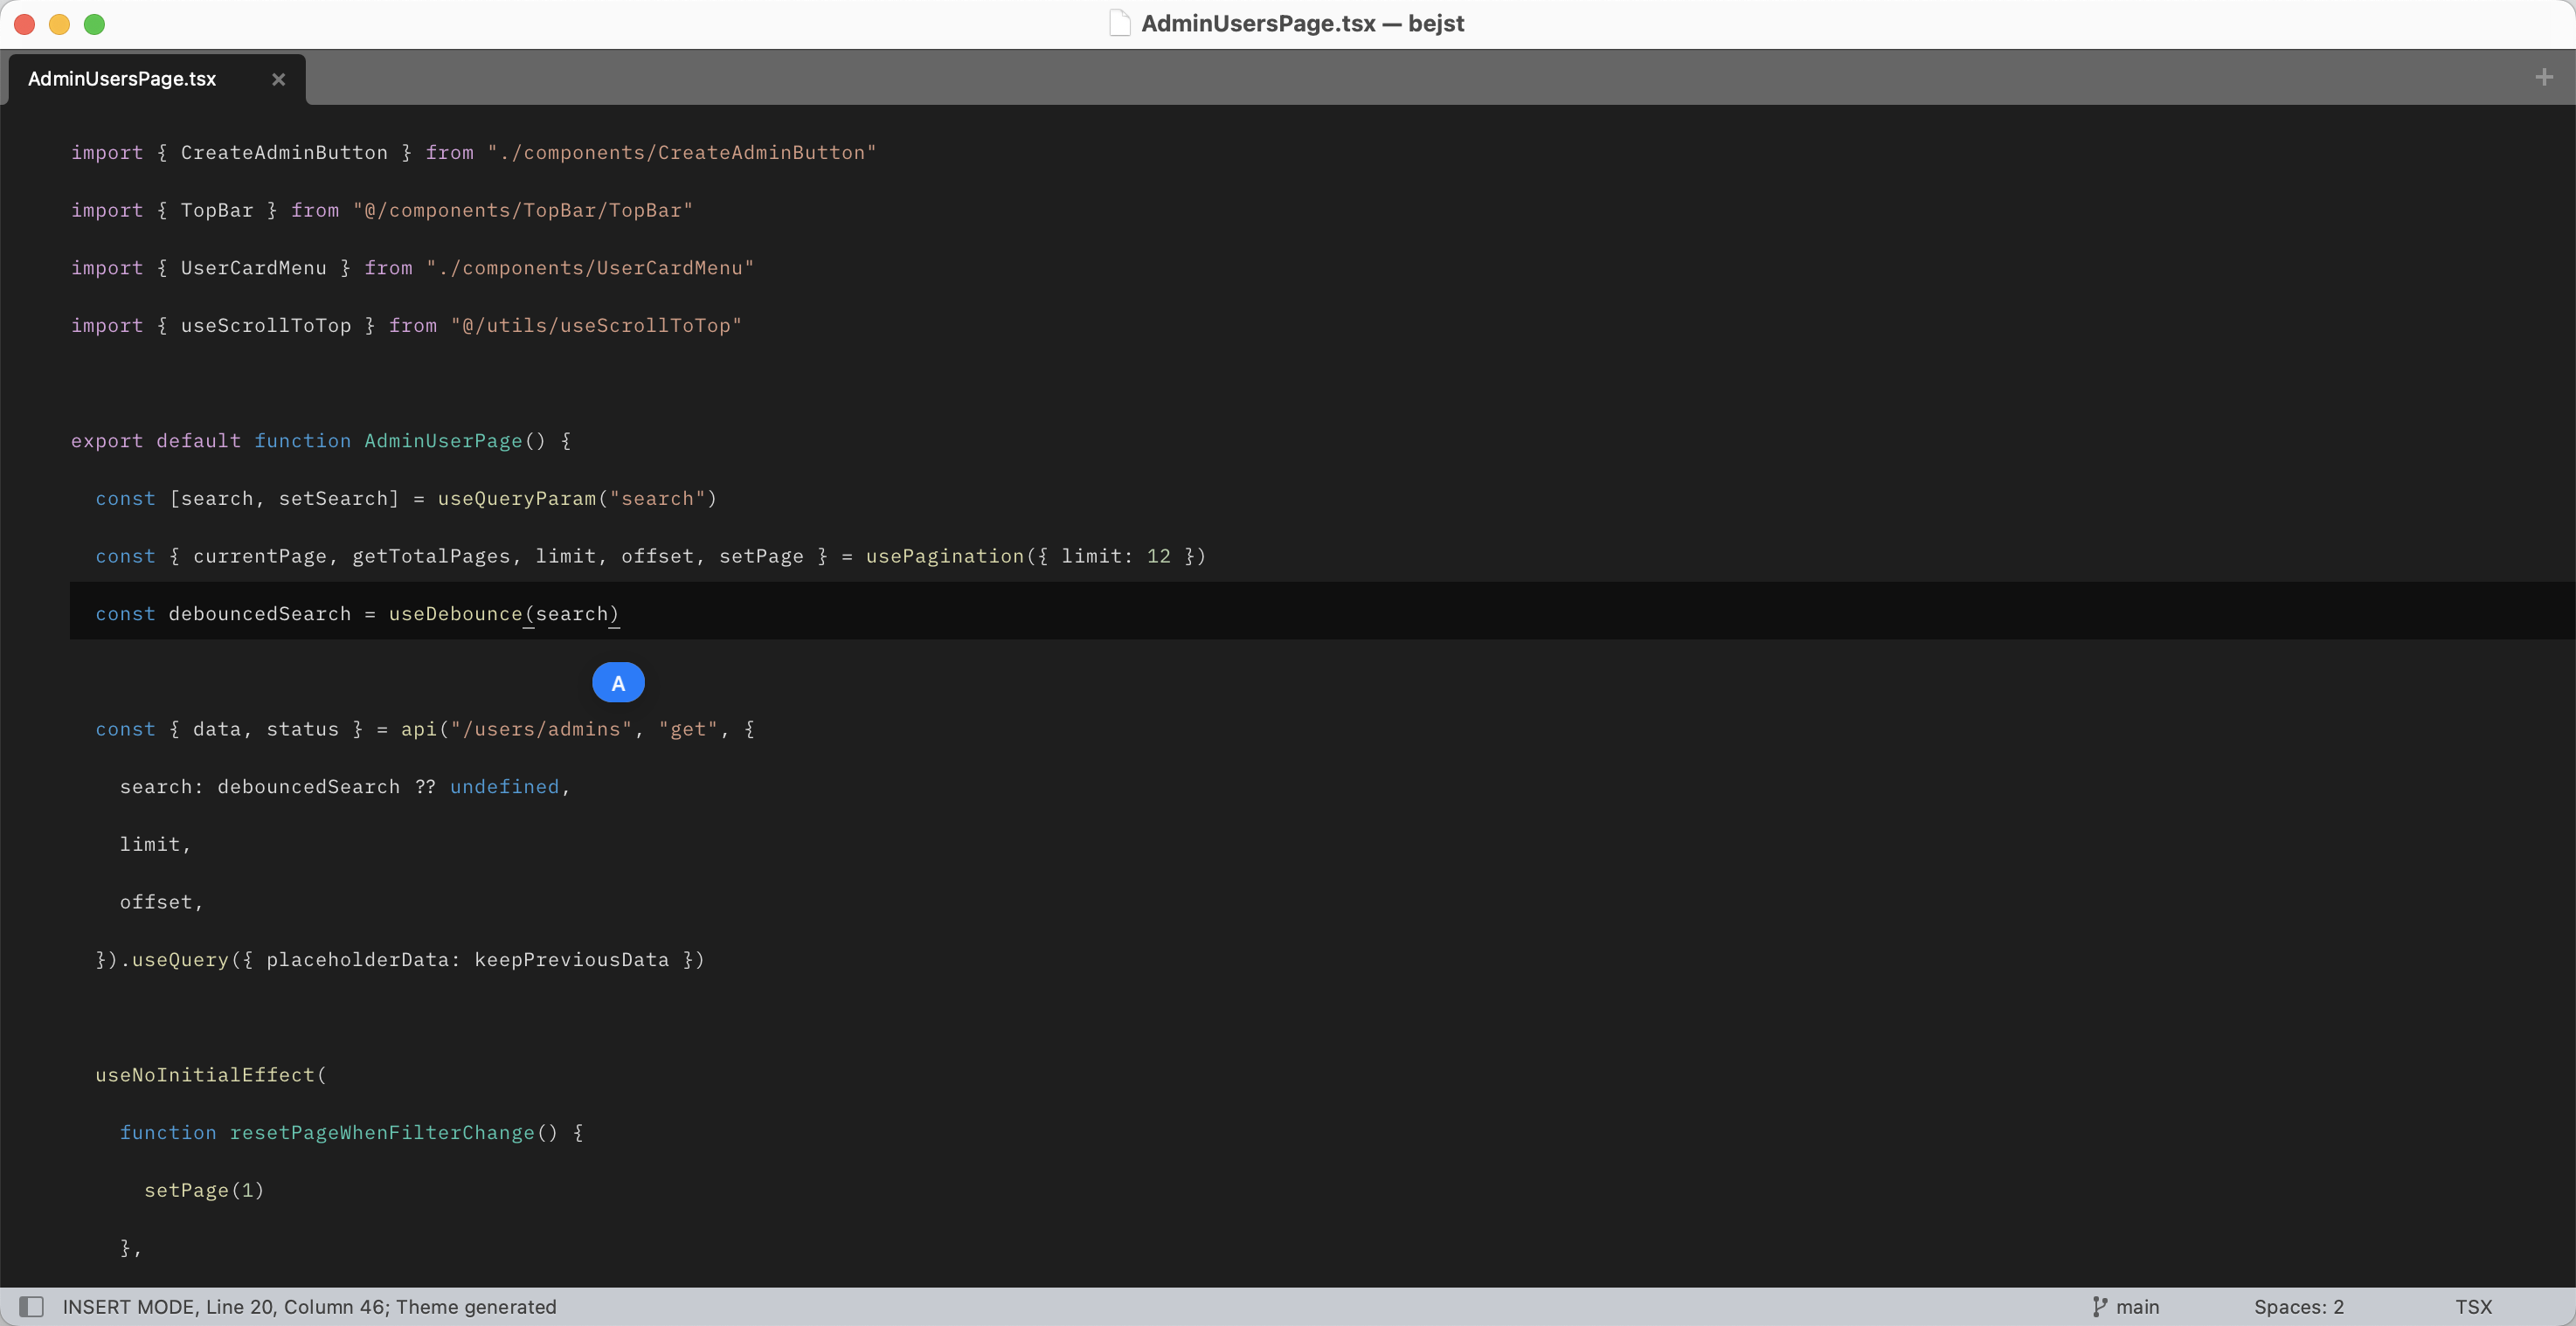 AdminUsersPage.tsx — bejst
AdminUsersPage.tsx
import { CreateAdminButton } from "./components/CreateAdminButton"
import { TopBar } from "@/components/TopBar/TopBar"
import { UserCardMenu } from "./components/UserCardMenu"
import { useScrollToTop } from "@/utils/useScrollToTop"
export default function AdminUserPage() {
  const [search, setSearch] = useQueryParam("search")
  const { currentPage, getTotalPages, limit, offset, setPage } = usePagination({ limit: 12 })
  const debouncedSearch = useDebounce(search)
A
  const { data, status } = api("/users/admins", "get", {
    search: debouncedSearch ?? undefined,
    limit,
    offset,
  }).useQuery({ placeholderData: keepPreviousData })
  useNoInitialEffect(
    function resetPageWhenFilterChange() {
      setPage(1)
    },
INSERT MODE, Line 20, Column 46; Theme generated
main
Spaces: 2
TSX